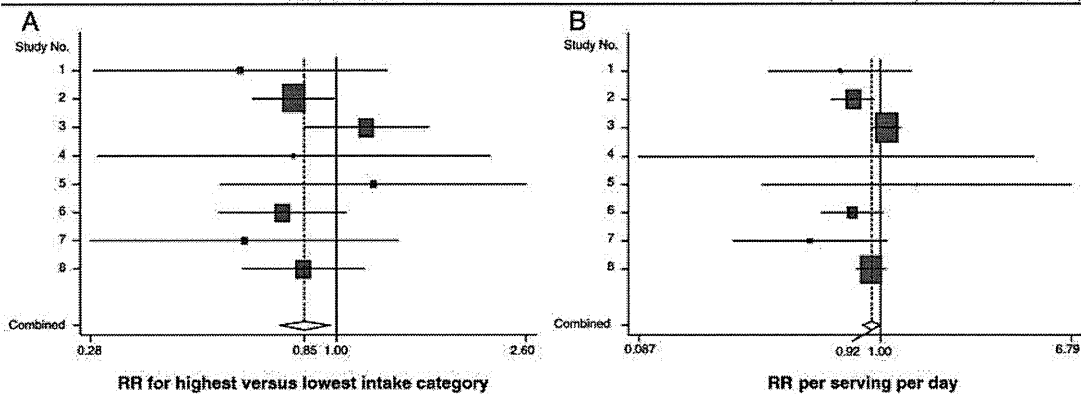 A
Study No.
1
2
3
4
5
6
7
8
Combined
0.28 0.85 1.00 2.60
RR for highest versus lowest intake category
B
Study No.
1
2
3
4
5
6
7
8
Combined
0.087 0.92 1.00 6.79
RR per serving per day